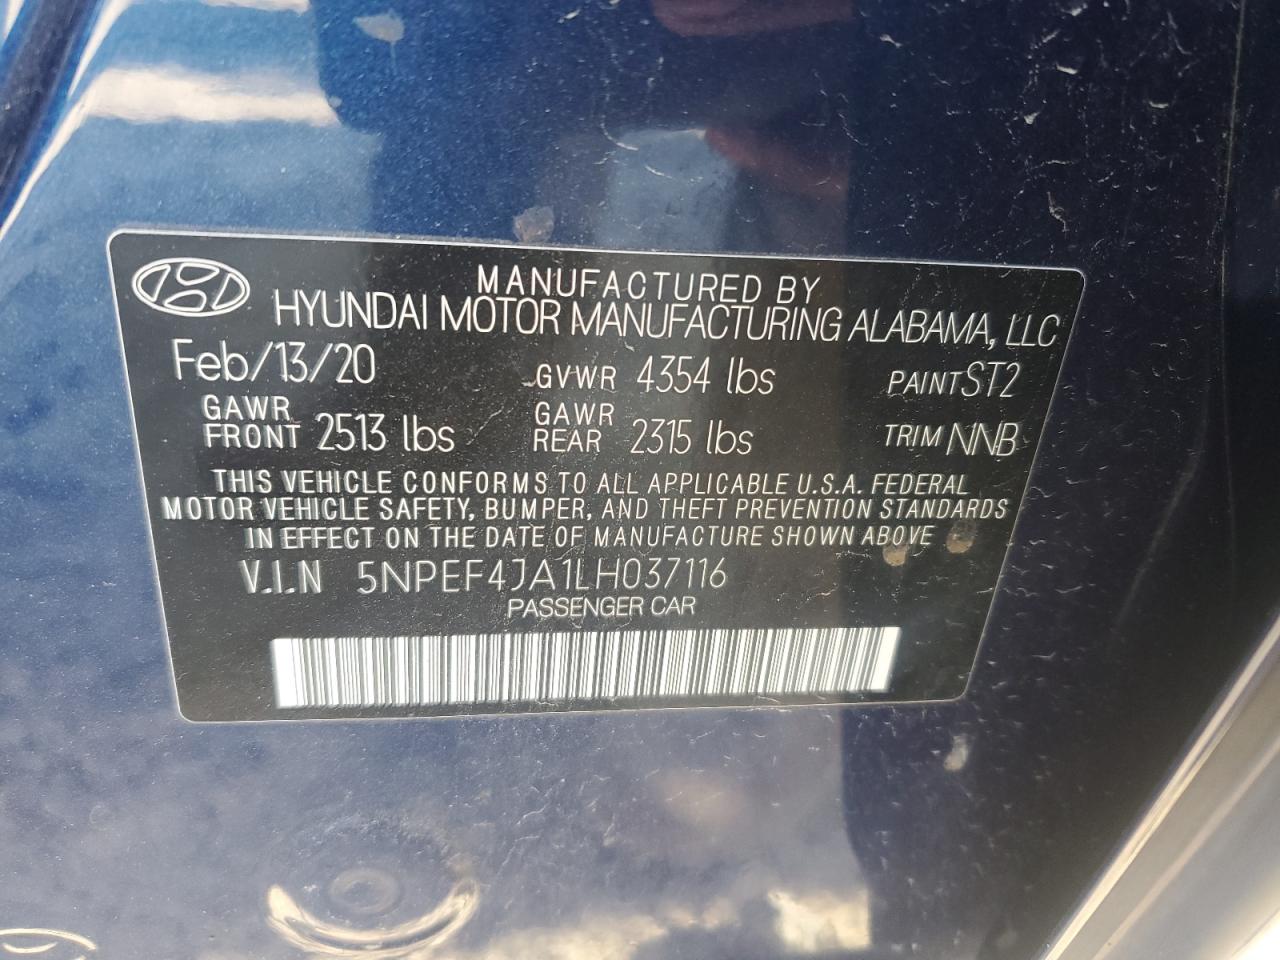 MANUFACTURED BY
HYUNDAI MOTOR MANUFACTURING ALABAMA, LLC
Feb/13/20 GVWR 4354 lbs PAINT ST2
GAWR FRONT 2513 lbs GAWR REAR 2315 lbs TRIM NNB
THIS VEHICLE CONFORMS TO ALL APPLICABLE U.S.A. FEDERAL
MOTOR VEHICLE SAFETY, BUMPER, AND THEFT PREVENTION STANDARDS
IN EFFECT ON THE DATE OF MANUFACTURE SHOWN ABOVE
V.I.N 5NPEF4JA1LH037116
PASSENGER CAR